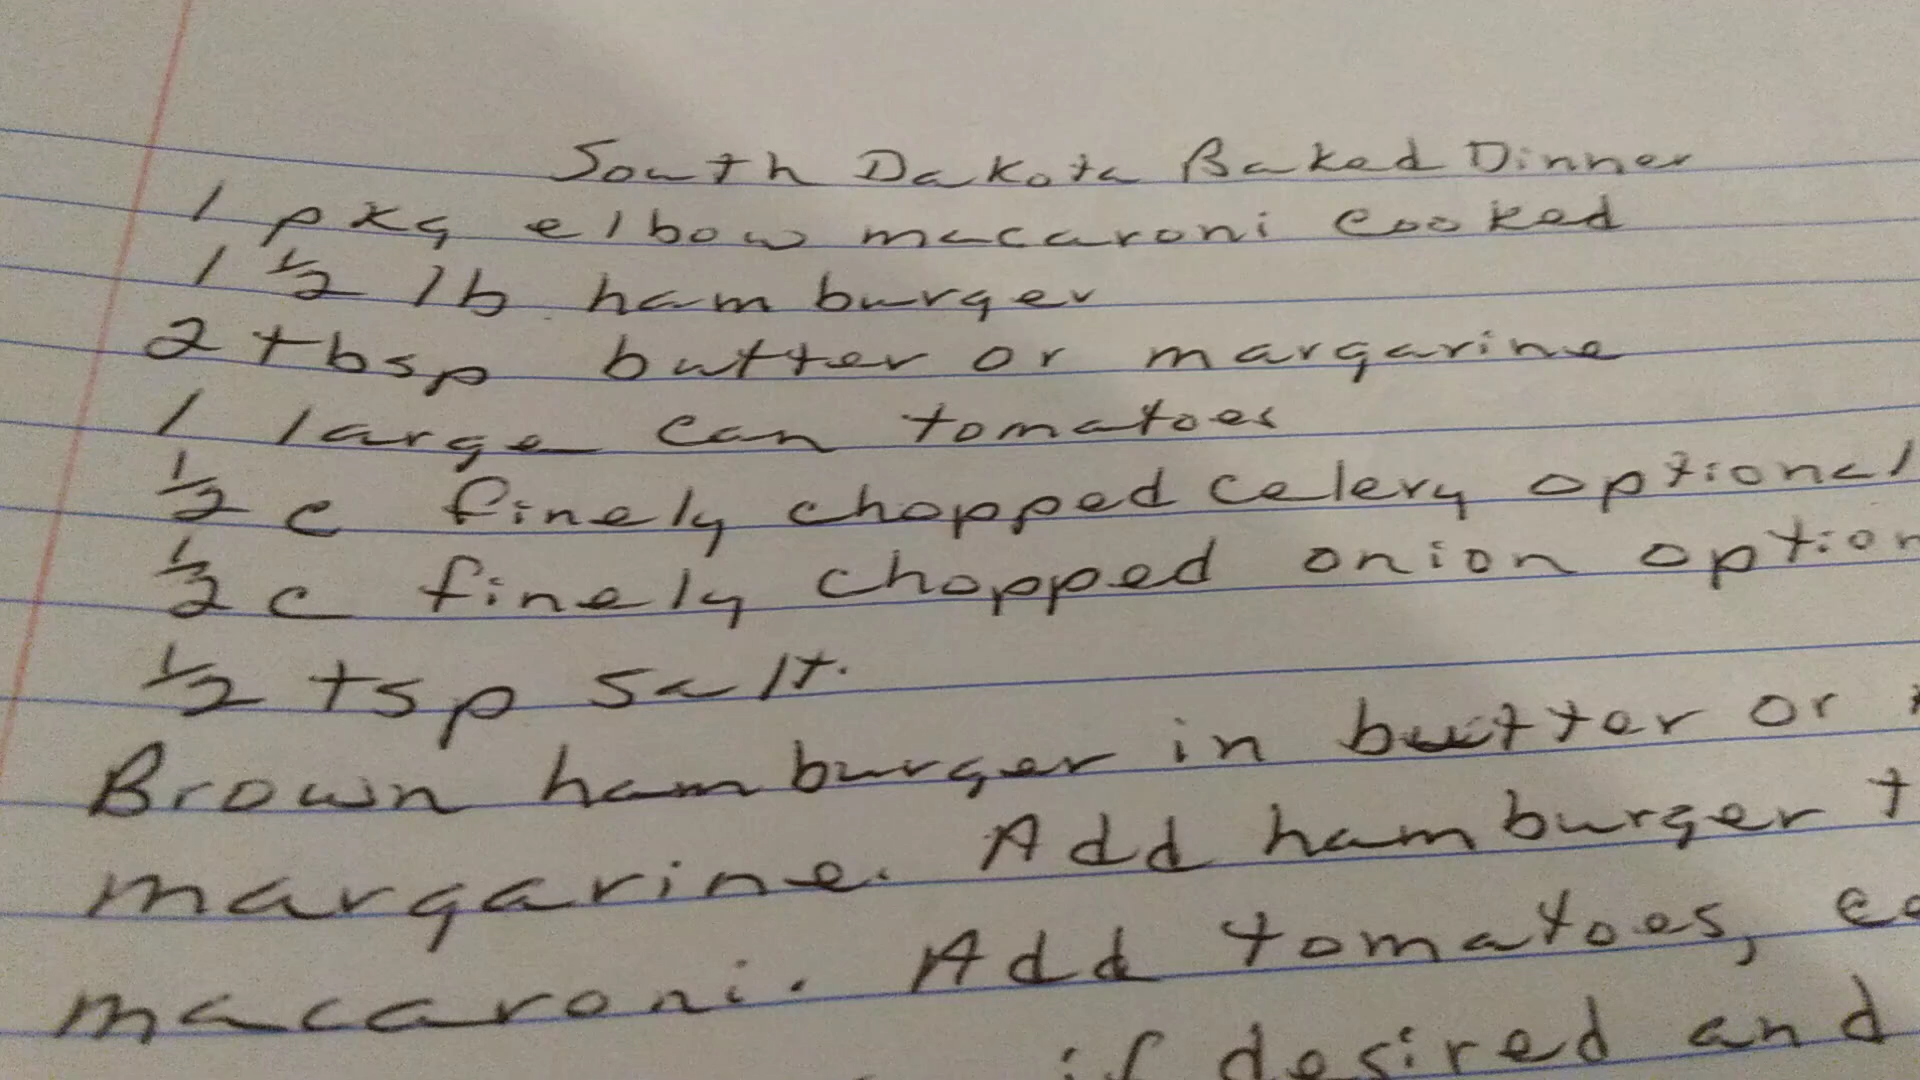 South Dakota Baked Dinner
1 pkg elbow macaroni cooked
1 1/2 lb hamburger
2 tbsp butter or margarine
1 large can tomatoes
1/2 c finely chopped celery optional
1/2 c finely chopped onion option
1/2 tsp salt.
Brown hamburger in butter or
margarine. Add hamburger t
macaroni. Add tomatoes, ce
if desired and